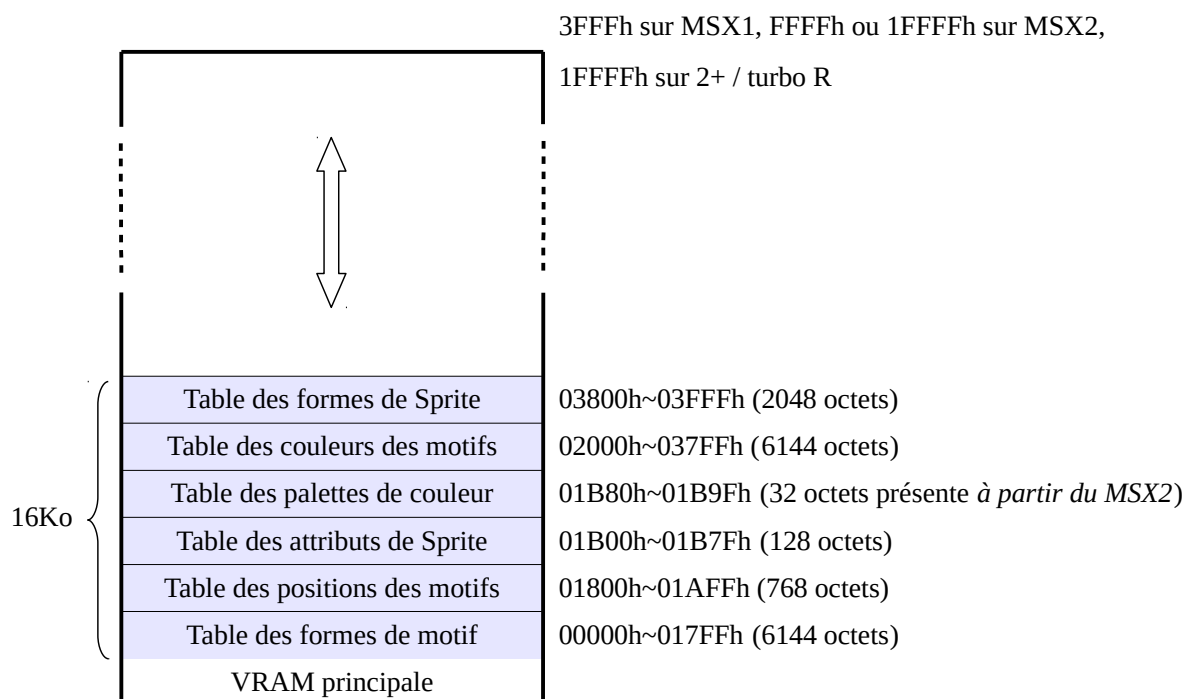 3FFFh sur MSX1, FFFFh ou 1FFFFh sur MSX2,
1FFFFh sur 2+ / turbo R
Table des formes de Sprite 03800h~03FFFh (2048 octets)
Table des couleurs des motifs 02000h~037FFh (6144 octets)
Table des palettes de couleur 01B80h~01B9Fh (32 octets présente à partir du MSX2)
16Ko
Table des attributs de Sprite 01B00h~01B7Fh (128 octets)
Table des positions des motifs 01800h~01AFFh (768 octets)
Table des formes de motif 00000h~017FFh (6144 octets)
VRAM principale